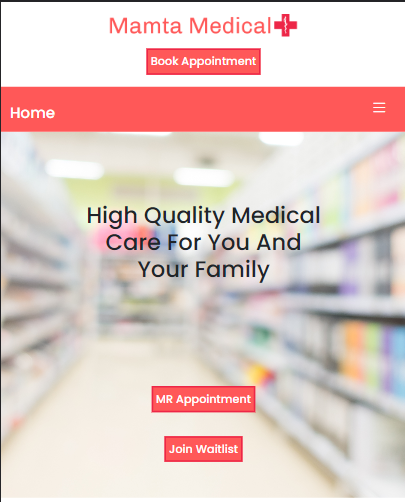 Mamta Medical
Book Appointment
Home
High Quality Medical
Care For You And
Your Family
MR Appointment
Join Waitlist